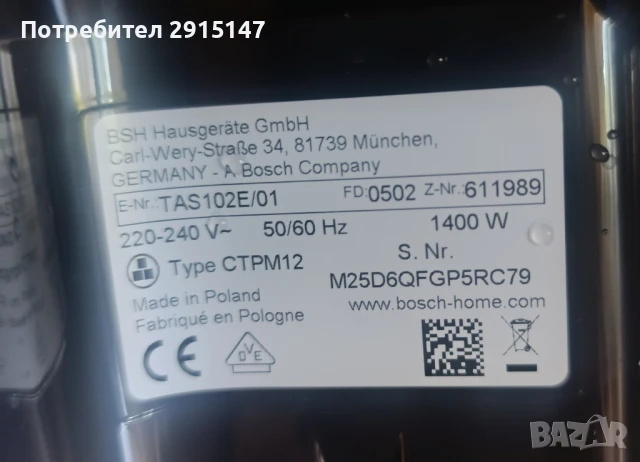 Потребител 2915147
BSH Hausgeräte GmbH
Carl-Wery-Straße 34, 81739 München,
GERMANY - A Bosch Company
E-Nr.: TAS102E/01 FD: 0502 Z-Nr.: 611989
220-240 V~ 50/60 Hz 1400 W
Type CTPM12 S. Nr.
M25D6QFGP5RC79
Made in Poland www.bosch-home.com
Fabriqué en Pologne
CE DVE
BAZAR